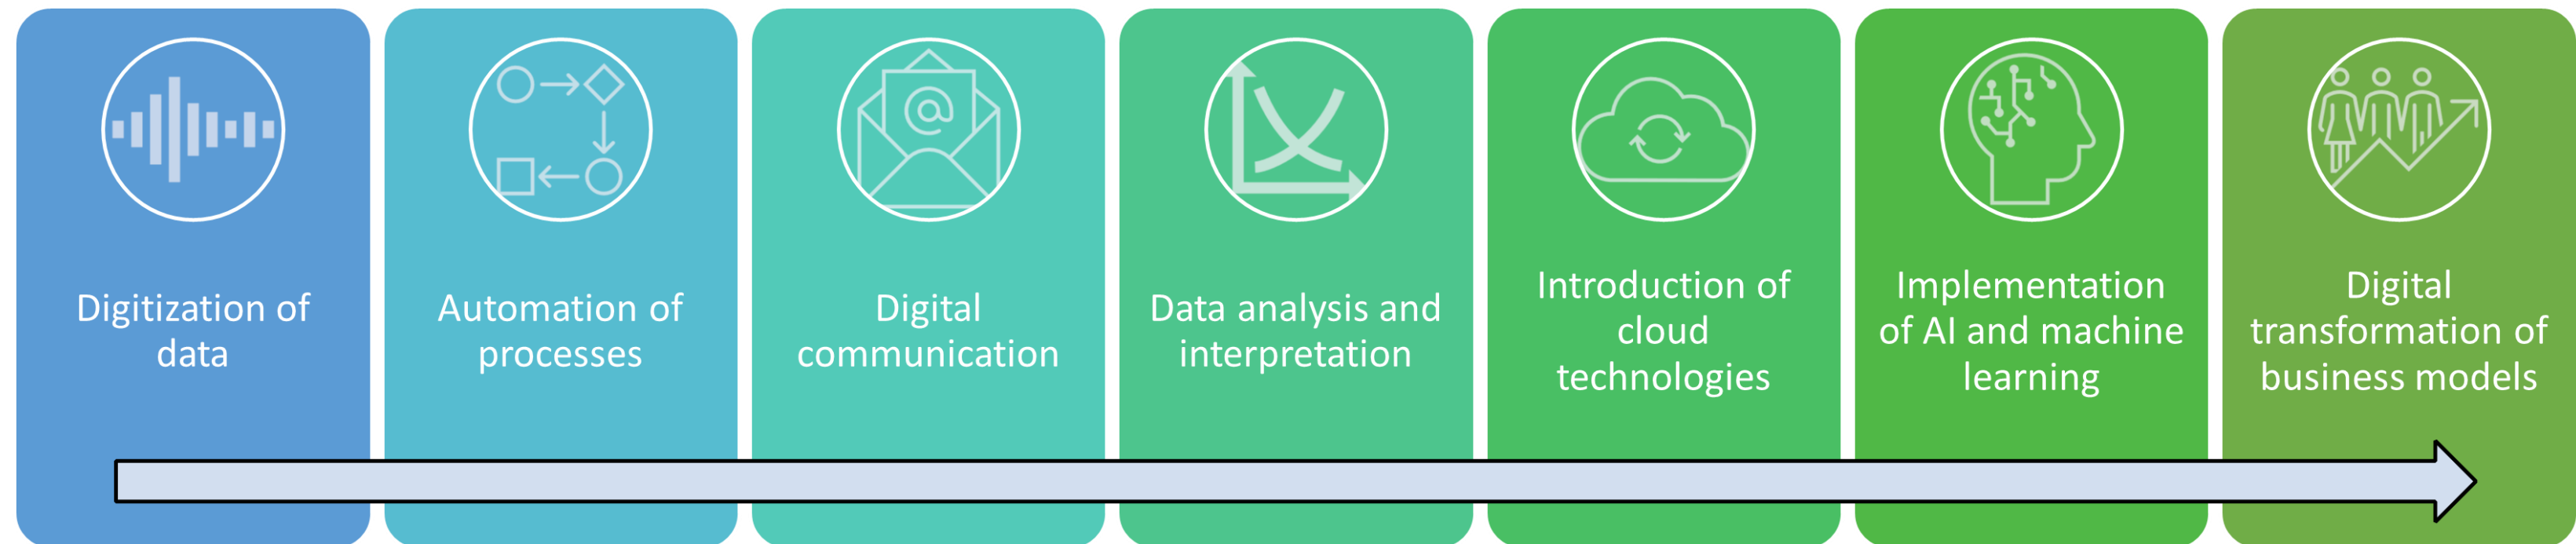 Digitization of
data
Automation of
processes
@
Digital
communication
Data analysis and
interpretation
Introduction of
cloud
technologies
Implementation
of AI and machine
learning
Digital
transformation of
business models